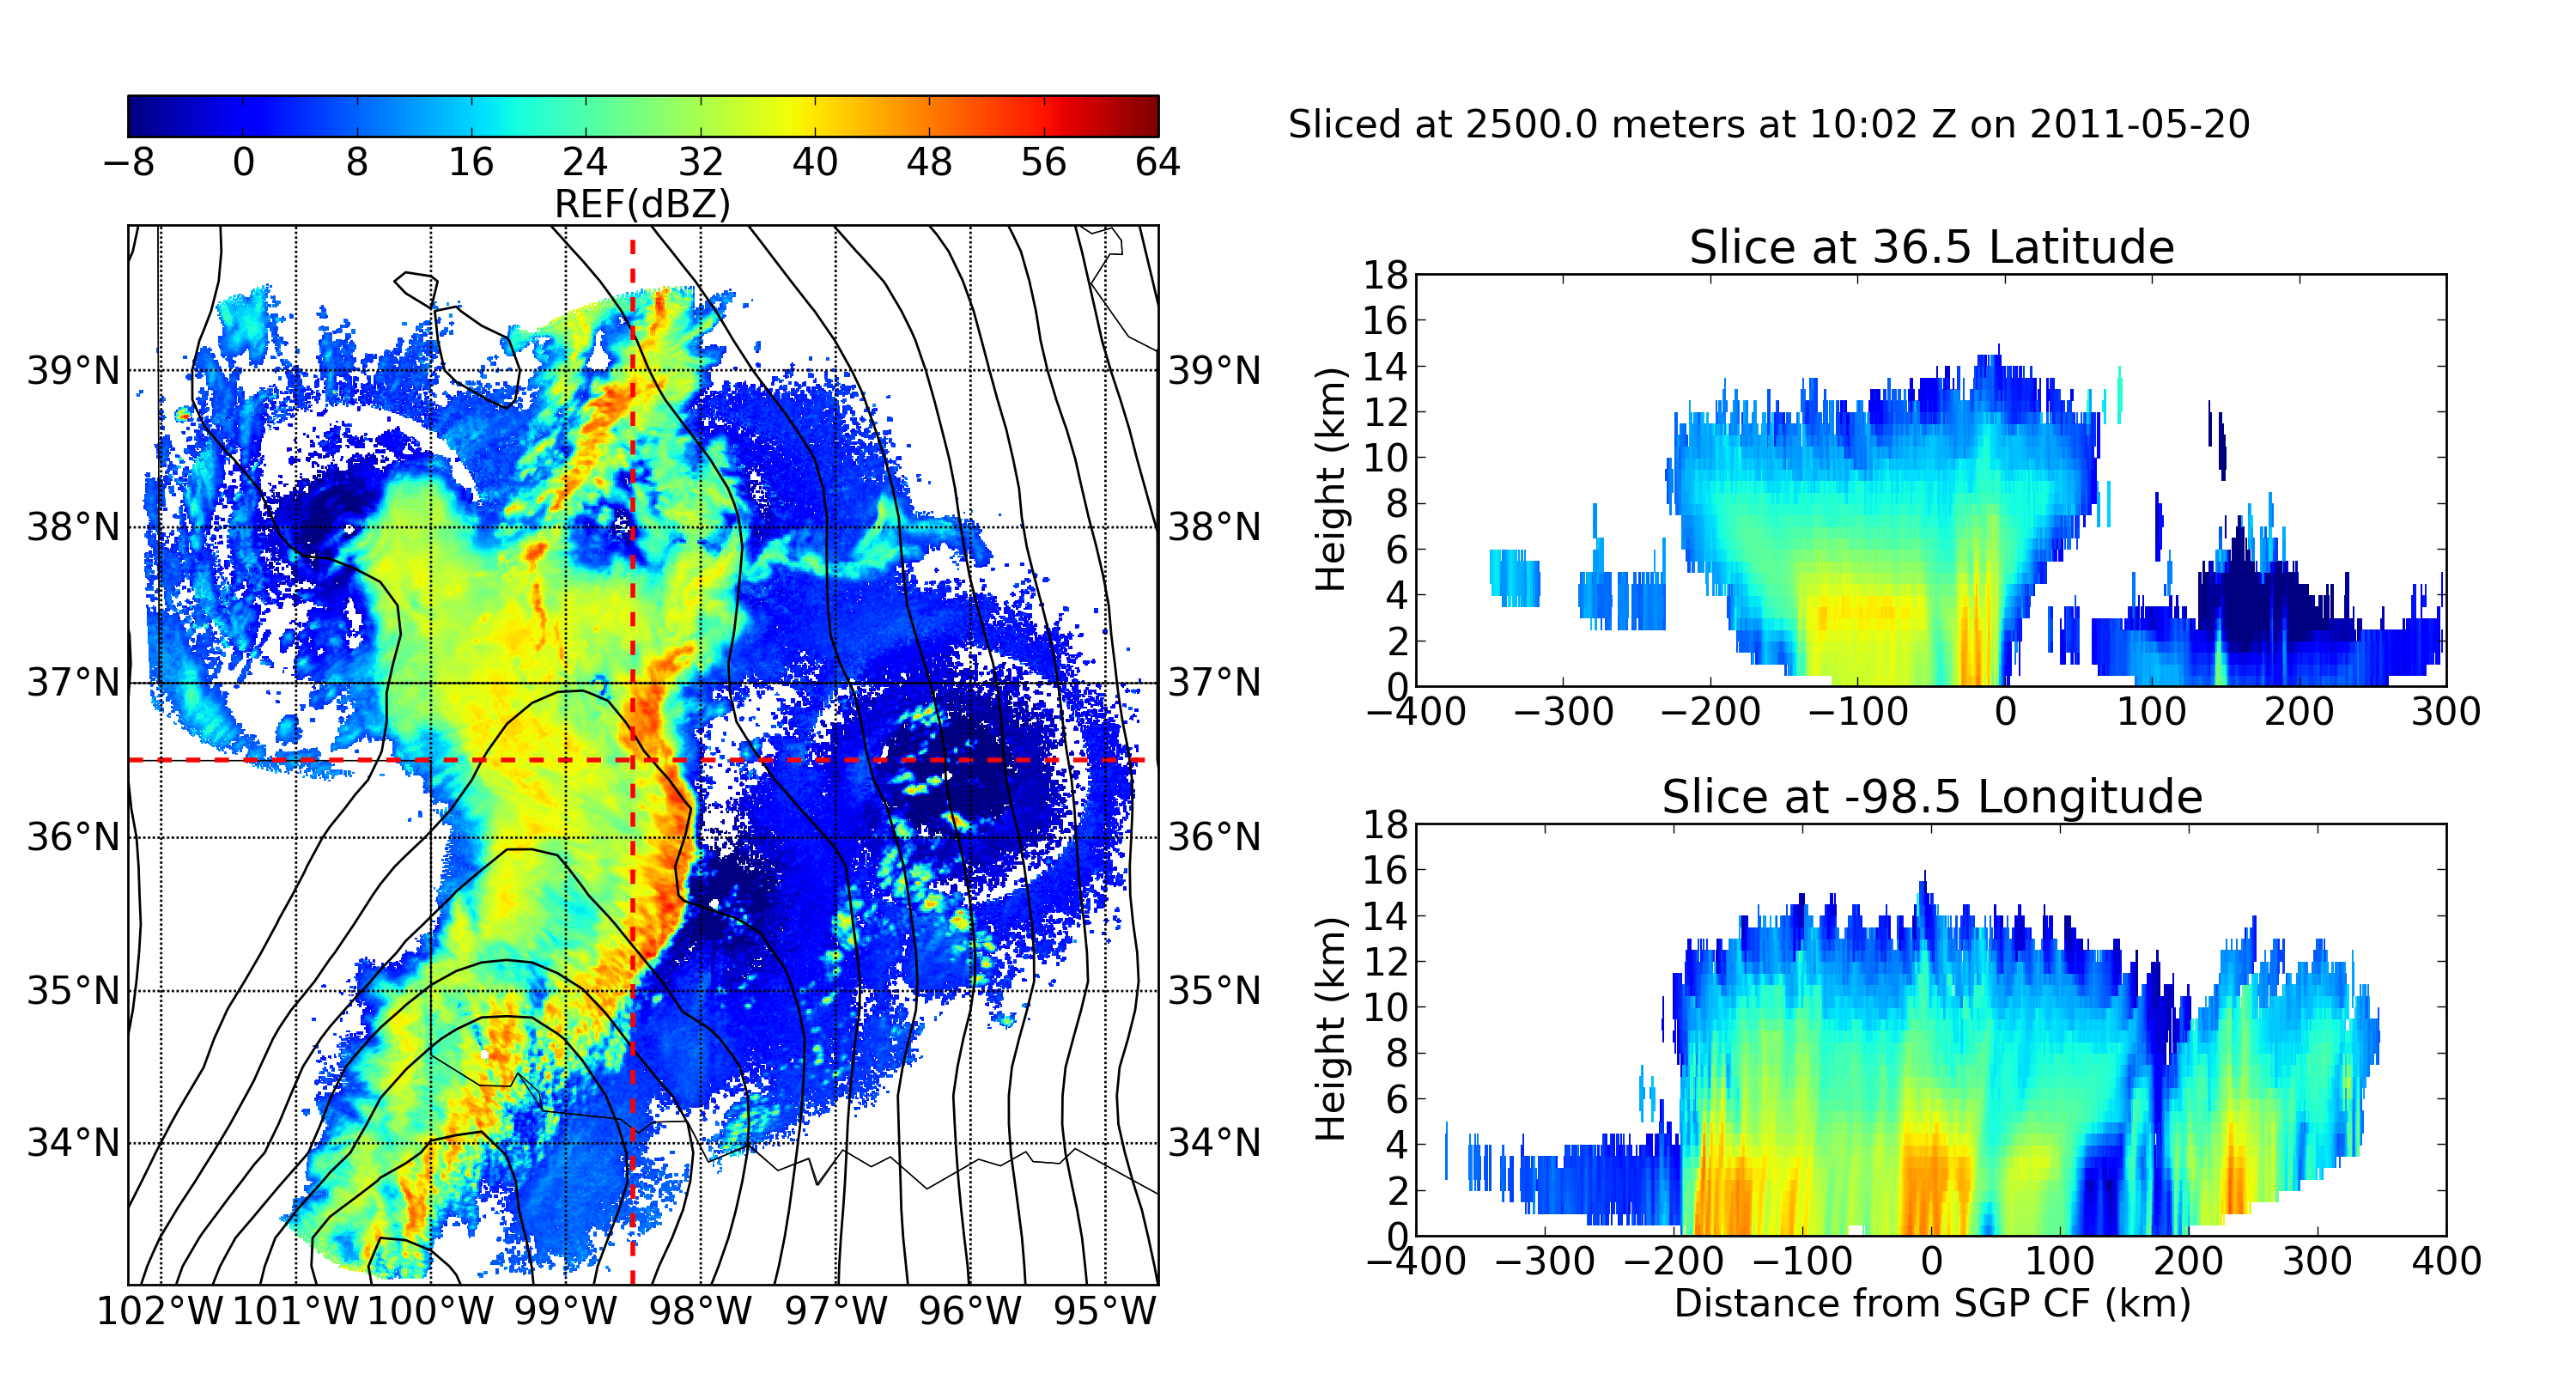 Sliced at 2500.0 meters at 10:02 Z on 2011-05-20
−8 0 8 16 24 32 40 48 56 64
REF(dBZ)
39°N 39°N
38°N 38°N
37°N 37°N
36°N 36°N
35°N 35°N
34°N 34°N
102°W 101°W 100°W 99°W 98°W 97°W 96°W 95°W
Slice at 36.5 Latitude
Height (km)
18
16
14
12
10
8
6
4
2
0
−400 −300 −200 −100 0 100 200 300
Slice at -98.5 Longitude
Height (km)
18
16
14
12
10
8
6
4
2
0
−400 −300 −200 −100 0 100 200 300 400
Distance from SGP CF (km)